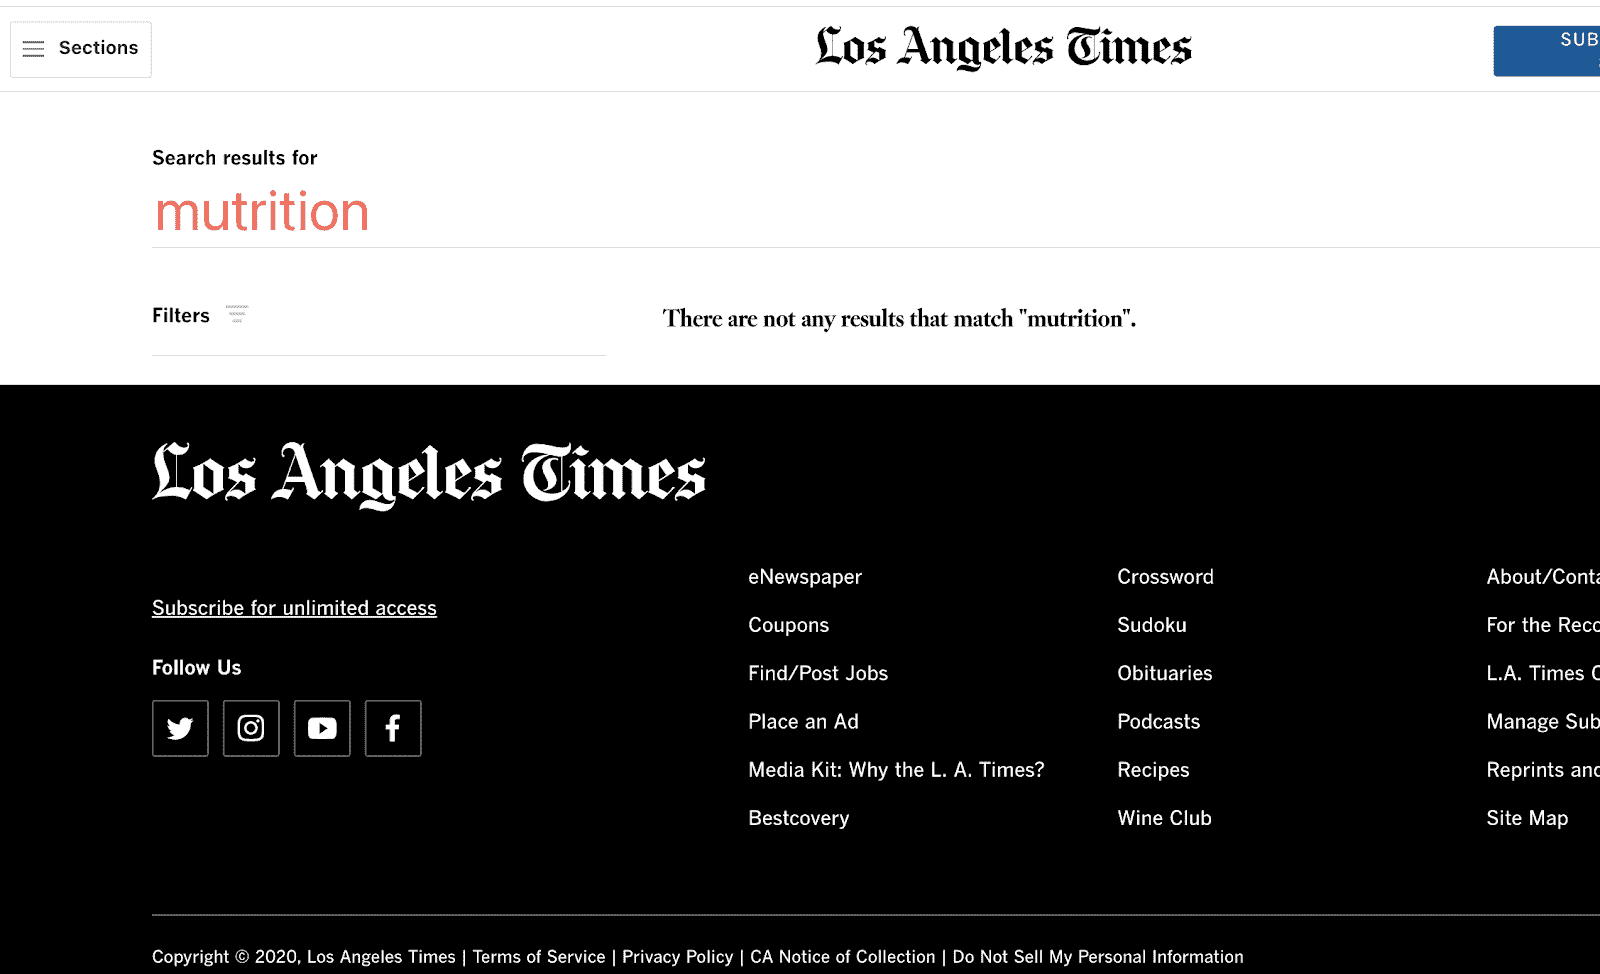 Sections
Los Angeles Times
SUB
Search results for
mutrition
Filters
There are not any results that match "mutrition".
Los Angeles Times
Subscribe for unlimited access
Follow Us
eNewspaper
Coupons
Find/Post Jobs
Place an Ad
Media Kit: Why the L. A. Times?
Bestcovery
Crossword
Sudoku
Obituaries
Podcasts
Recipes
Wine Club
About/Conta
For the Reco
L.A. Times C
Manage Sub
Reprints and
Site Map
Copyright © 2020, Los Angeles Times | Terms of Service | Privacy Policy | CA Notice of Collection | Do Not Sell My Personal Information